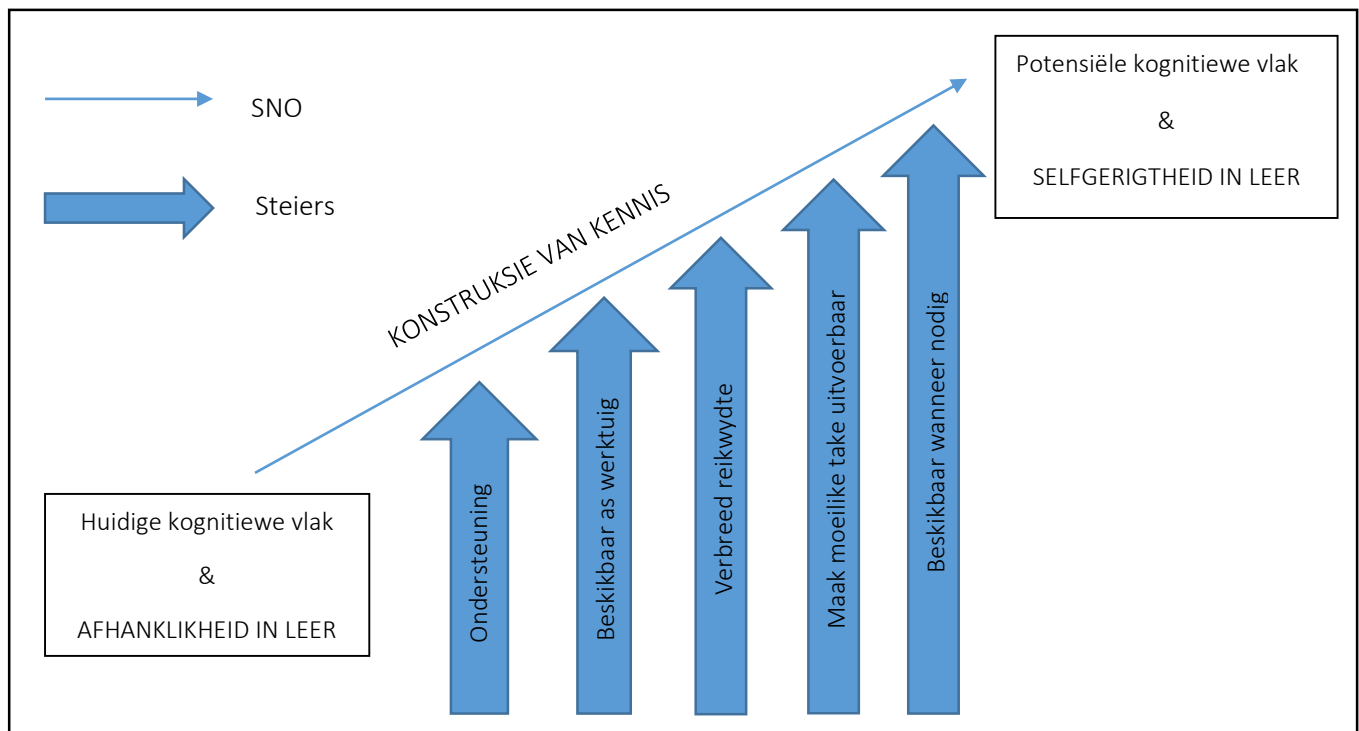 SNO
Steiers
Potensiële kognitiewe vlak
&
SELFGERIGTHEID IN LEER
KONSTRUKSIE VAN KENNIS
Huidige kognitiewe vlak
&
AFHANKLIKHEID IN LEER
Ondersteuning
Beskikbaar as werktuig
Verbreed reikwydte
Maak moeilike take uitvoerbaar
Beskikbaar wanneer nodig